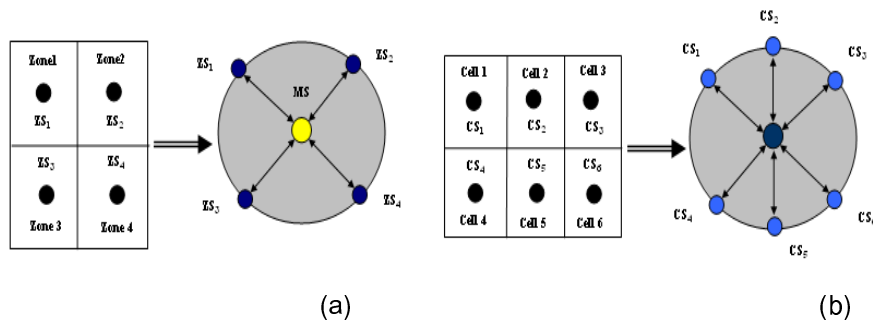 Zone1 Zone2
ZS1 ZS2
ZS3 ZS4
Zone 3 Zone 4
ZS1 ZS2
MS
ZS3 ZS4
(a)
Cell 1 Cell 2 Cell 3
CS1 CS2 CS3
CS4 CS5 CS6
Cell 4 Cell 5 Cell 6
CS2
CS1 CS3
CS4
CS5
(b)